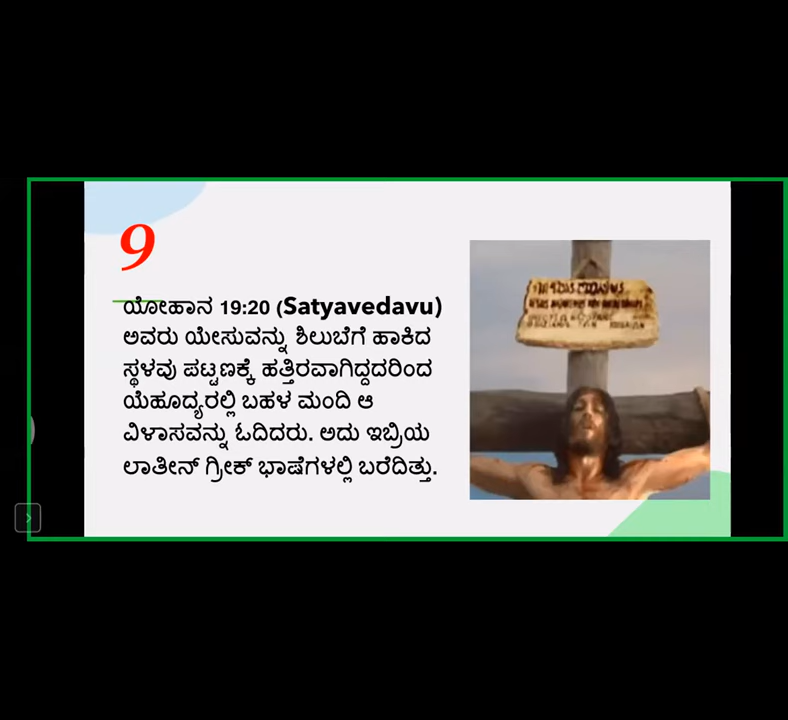 9
ಯೋಹಾನ 19:20 (Satyavedavu)
ಅವರು ಯೇಸುವನ್ನು ಶಿಲುಬೆಗೆ ಹಾಕಿದ
ಸ್ಥಳವು ಪಟ್ಟಣಕ್ಕೆ ಹತ್ತಿರವಾಗಿದ್ದದರಿಂದ
ಯೆಹೂದ್ಯರಲ್ಲಿ ಬಹಳ ಮಂದಿ ಆ
ವಿಳಾಸವನ್ನು ಓದಿದರು. ಅದು ಇಬ್ರಿಯ
ಲಾತೀನ್ ಗ್ರೀಕ್ ಭಾಷೆಗಳಲ್ಲಿ ಬರೆದಿತ್ತು.